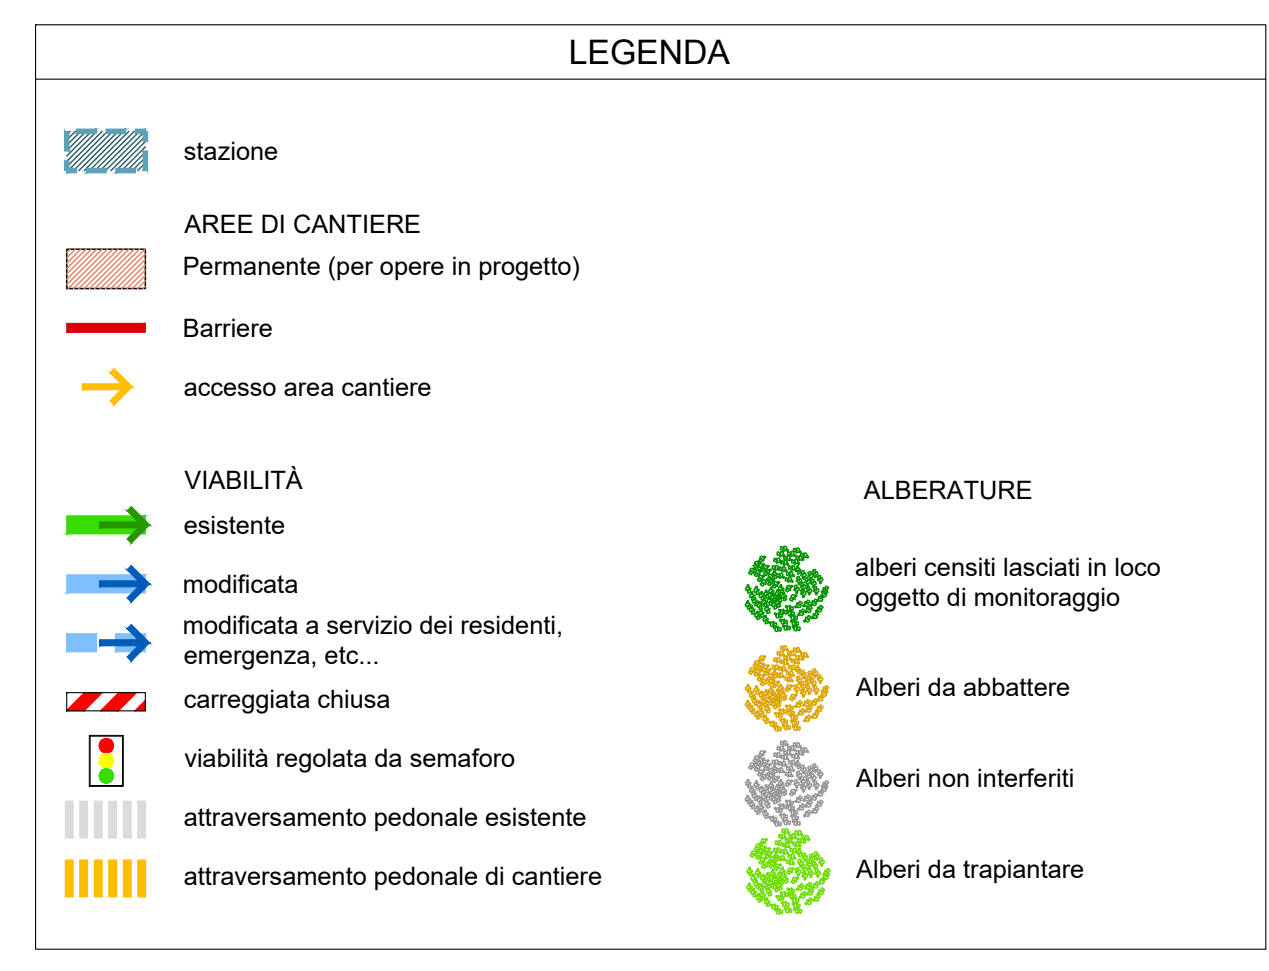 LEGENDA
stazione
AREE DI CANTIERE
Permanente (per opere in progetto)
Barriere
accesso area cantiere
VIABILITÀ
esistente
modificata
modificata a servizio dei residenti,
emergenza, etc...
carreggiata chiusa
viabilità regolata da semaforo
attraversamento pedonale esistente
attraversamento pedonale di cantiere
ALBERATURE
alberi censiti lasciati in loco
oggetto di monitoraggio
Alberi da abbattere
Alberi non interferiti
Alberi da trapiantare